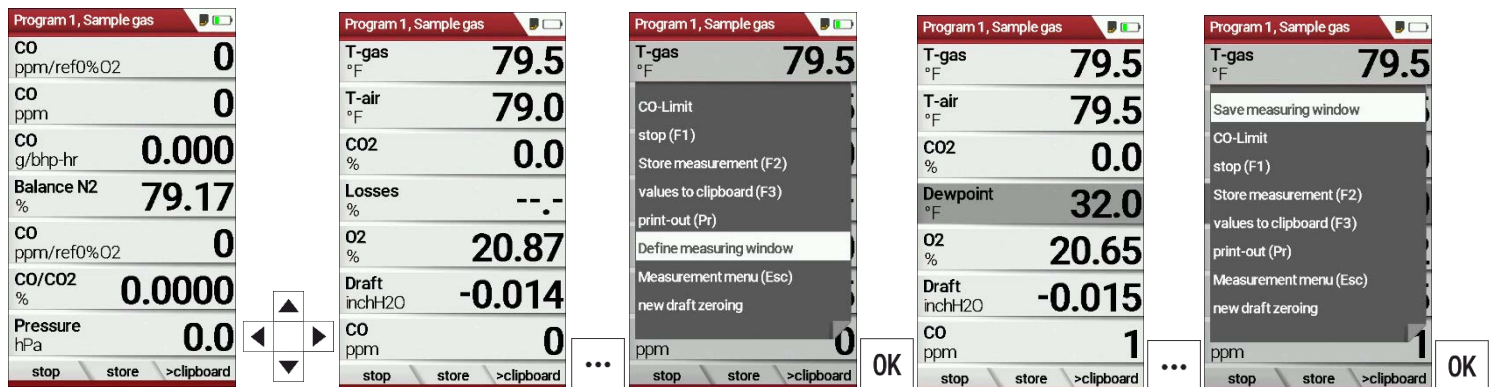 Program 1, Sample gas
CO 0
ppm/ref0%O2
CO 0
ppm
CO 0.000
g/bhp-hr
Balance N2 79.17
%
CO 0
ppm/ref0%O2
CO/CO2 0.0000
%
Pressure 0.0
hPa
stop store >clipboard
Program 1, Sample gas
T-gas 79.5
°F
T-air 79.0
°F
CO2 0.0
%
Losses --.-
%
O2 20.87
%
Draft -0.014
inchH2O
CO 0
ppm
stop store >clipboard
...
Program 1, Sample gas
T-gas 79.5
°F
CO-Limit
stop (F1)
Store measurement (F2)
values to clipboard (F3)
print-out (Pr)
Define measuring window
Measurement menu (Esc)
new draft zeroing
ppm 0
stop store >clipboard
OK
Program 1, Sample gas
T-gas 79.5
°F
T-air 79.5
°F
CO2 0.0
%
Dewpoint 32.0
°F
O2 20.65
%
Draft -0.015
inchH2O
CO 1
ppm
stop store >clipboard
...
Program 1, Sample gas
T-gas 79.5
°F
Save measuring window
CO-Limit
stop (F1)
Store measurement (F2)
values to clipboard (F3)
print-out (Pr)
Measurement menu (Esc)
new draft zeroing
ppm 1
stop store >clipboard
OK